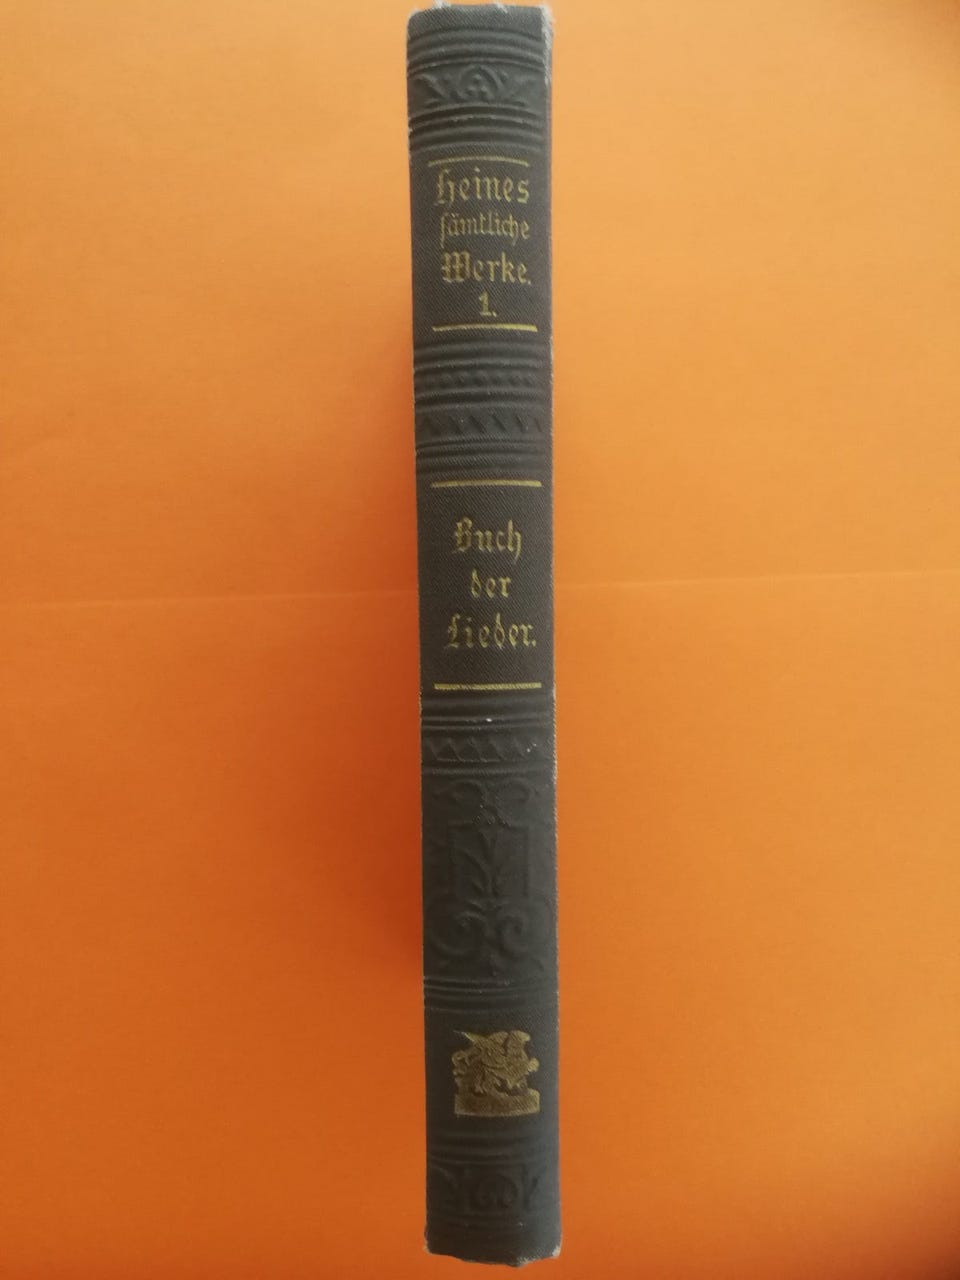 Heines
sämtliche
Werke.
1.
Buch
der
Lieder.